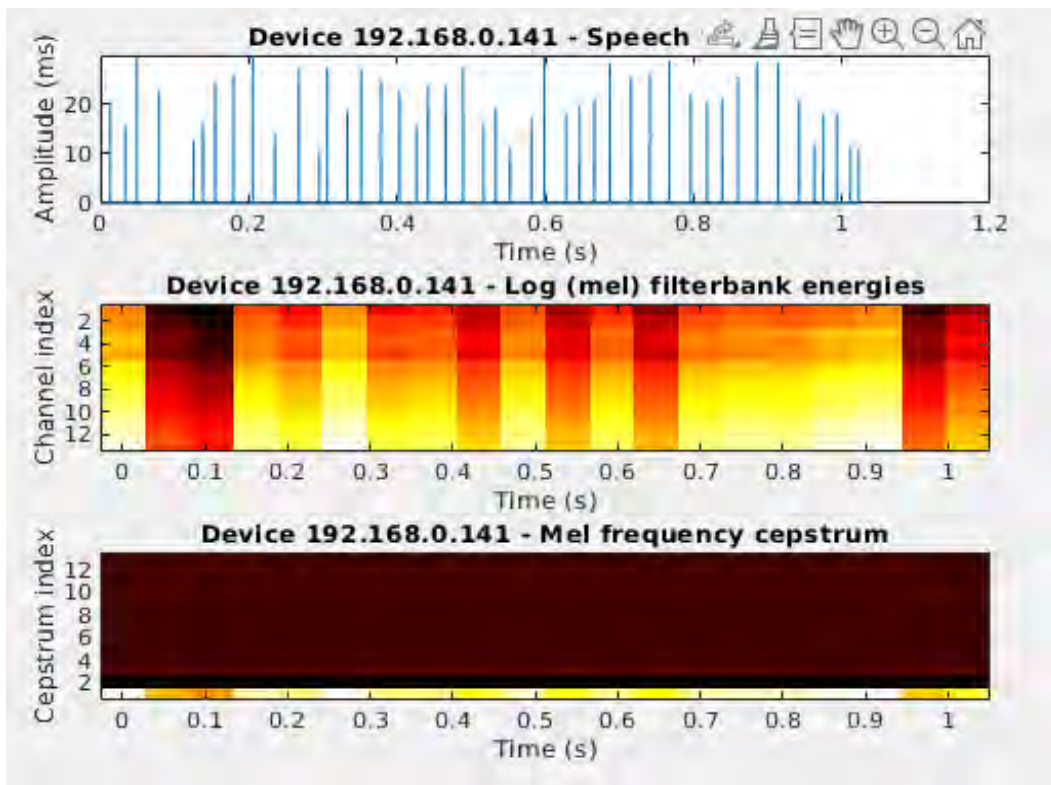 Device 192.168.0.141 - Speech
Amplitude (ms)
20
10
0
0 0.2 0.4 0.6 0.8 1 1.2
Time (s)
Device 192.168.0.141 - Log (mel) filterbank energies
Channel index
2
4
6
8
10
12
0 0.1 0.2 0.3 0.4 0.5 0.6 0.7 0.8 0.9 1
Time (s)
Device 192.168.0.141 - Mel frequency cepstrum
Cepstrum index
12
10
8
6
4
2
0 0.1 0.2 0.3 0.4 0.5 0.6 0.7 0.8 0.9 1
Time (s)